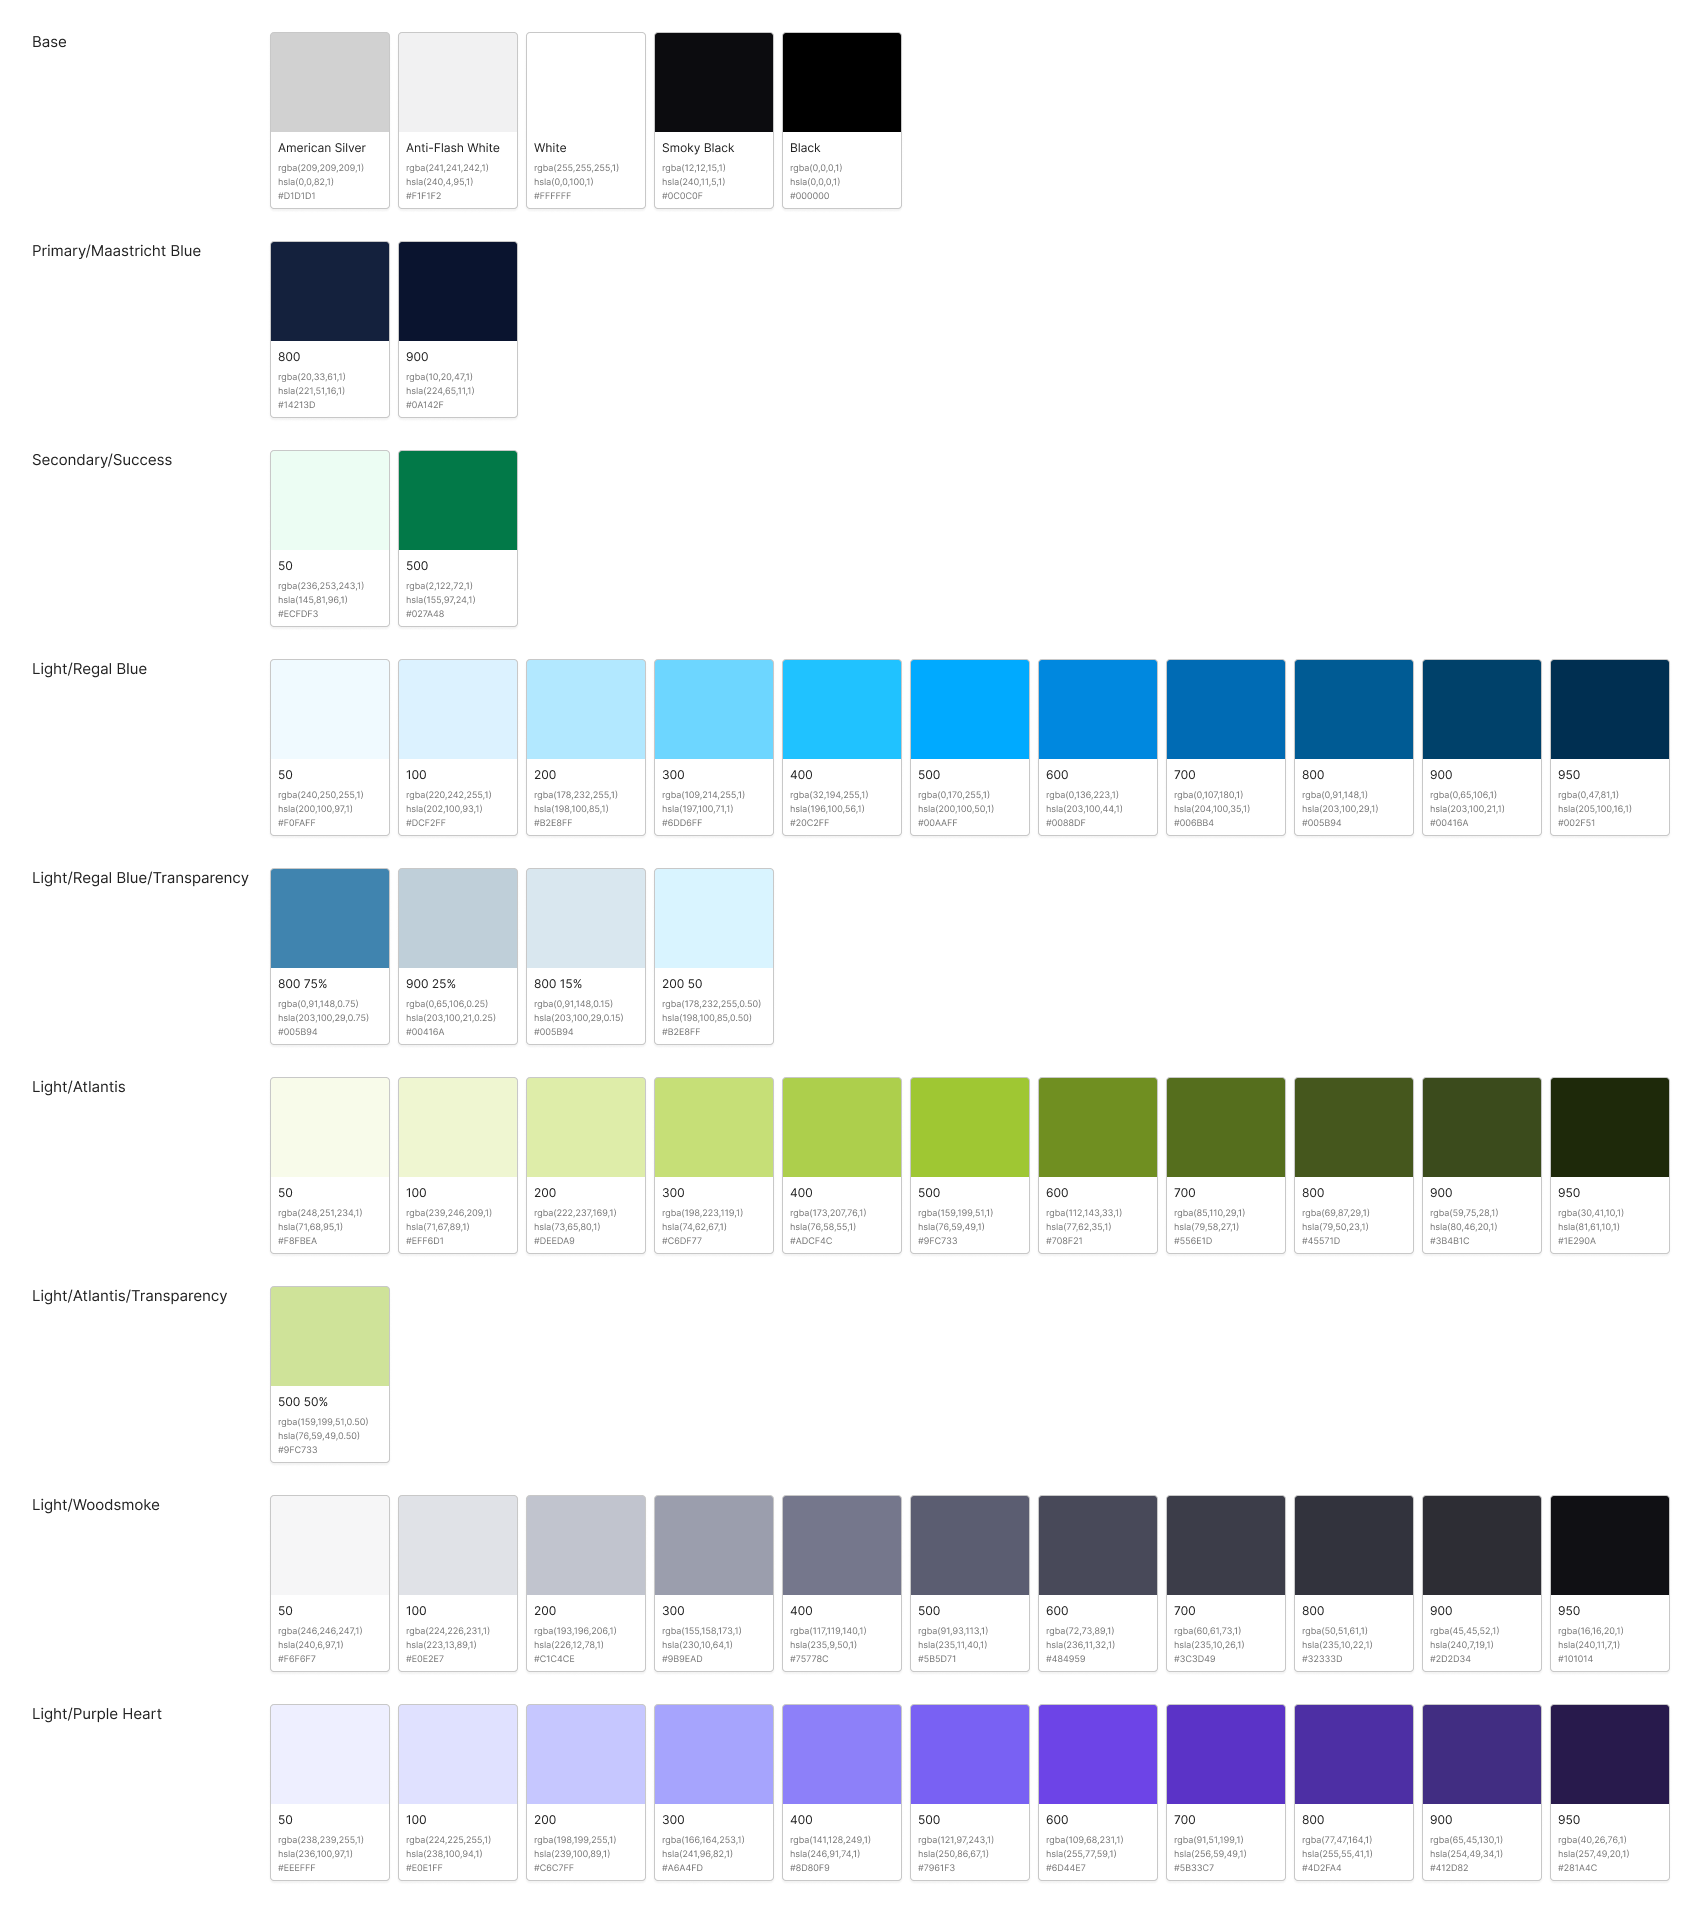 Base
American Silver
rgba(209,209,209,1)
hsla(0,0,82,1)
#D1D1D1
Anti-Flash White
rgba(241,241,242,1)
hsla(240,4,95,1)
#F1F1F2
White
rgba(255,255,255,1)
hsla(0,0,100,1)
#FFFFFF
Smoky Black
rgba(12,12,15,1)
hsla(240,11,5,1)
#0C0C0F
Black
rgba(0,0,0,1)
hsla(0,0,0,1)
#000000
Primary/Maastricht Blue
800
rgba(20,33,61,1)
hsla(221,51,16,1)
#14213D
900
rgba(10,20,47,1)
hsla(224,65,11,1)
#0A142F
Secondary/Success
50
rgba(236,253,243,1)
hsla(145,81,96,1)
#ECFDF3
500
rgba(2,122,72,1)
hsla(155,97,24,1)
#027A48
Light/Regal Blue
50
rgba(240,250,255,1)
hsla(200,100,97,1)
#F0FAFF
100
rgba(220,242,255,1)
hsla(202,100,93,1)
#DCF2FF
200
rgba(178,232,255,1)
hsla(198,100,85,1)
#B2E8FF
300
rgba(109,214,255,1)
hsla(197,100,71,1)
#6DD6FF
400
rgba(32,194,255,1)
hsla(196,100,56,1)
#20C2FF
500
rgba(0,170,255,1)
hsla(200,100,50,1)
#00AAFF
600
rgba(0,136,223,1)
hsla(203,100,44,1)
#0088DF
700
rgba(0,107,180,1)
hsla(204,100,35,1)
#006BB4
800
rgba(0,91,148,1)
hsla(203,100,29,1)
#005B94
900
rgba(0,65,106,1)
hsla(203,100,21,1)
#00416A
950
rgba(0,47,81,1)
hsla(205,100,16,1)
#002F51
Light/Regal Blue/Transparency
800 75%
rgba(0,91,148,0.75)
hsla(203,100,29,0.75)
#005B94
900 25%
rgba(0,65,106,0.25)
hsla(203,100,21,0.25)
#00416A
800 15%
rgba(0,91,148,0.15)
hsla(203,100,29,0.15)
#005B94
200 50
rgba(178,232,255,0.50)
hsla(198,100,85,0.50)
#B2E8FF
Light/Atlantis
50
rgba(248,251,234,1)
hsla(71,68,95,1)
#F8FBEA
100
rgba(239,246,209,1)
hsla(71,67,89,1)
#EFF6D1
200
rgba(222,237,169,1)
hsla(73,65,80,1)
#DEEDA9
300
rgba(198,223,119,1)
hsla(74,62,67,1)
#C6DF77
400
rgba(173,207,76,1)
hsla(76,58,55,1)
#ADCF4C
500
rgba(159,199,51,1)
hsla(76,59,49,1)
#9FC733
600
rgba(112,143,33,1)
hsla(77,62,35,1)
#708F21
700
rgba(85,110,29,1)
hsla(79,58,27,1)
#556E1D
800
rgba(69,87,29,1)
hsla(79,50,23,1)
#45571D
900
rgba(59,75,28,1)
hsla(80,46,20,1)
#3B4B1C
950
rgba(30,41,10,1)
hsla(81,61,10,1)
#1E290A
Light/Atlantis/Transparency
500 50%
rgba(159,199,51,0.50)
hsla(76,59,49,0.50)
#9FC733
Light/Woodsmoke
50
rgba(246,246,247,1)
hsla(240,6,97,1)
#F6F6F7
100
rgba(224,226,231,1)
hsla(223,13,89,1)
#E0E2E7
200
rgba(193,196,206,1)
hsla(226,12,78,1)
#C1C4CE
300
rgba(155,158,173,1)
hsla(230,10,64,1)
#9B9EAD
400
rgba(117,119,140,1)
hsla(235,9,50,1)
#75778C
500
rgba(91,93,113,1)
hsla(235,11,40,1)
#5B5D71
600
rgba(72,73,89,1)
hsla(236,11,32,1)
#484959
700
rgba(60,61,73,1)
hsla(235,10,26,1)
#3C3D49
800
rgba(50,51,61,1)
hsla(235,10,22,1)
#32333D
900
rgba(45,45,52,1)
hsla(240,7,19,1)
#2D2D34
950
rgba(16,16,20,1)
hsla(240,11,7,1)
#101014
Light/Purple Heart
50
rgba(238,239,255,1)
hsla(236,100,97,1)
#EEEFFF
100
rgba(224,225,255,1)
hsla(238,100,94,1)
#E0E1FF
200
rgba(198,199,255,1)
hsla(239,100,89,1)
#C6C7FF
300
rgba(166,164,253,1)
hsla(241,96,82,1)
#A6A4FD
400
rgba(141,128,249,1)
hsla(246,91,74,1)
#8D80F9
500
rgba(121,97,243,1)
hsla(250,86,67,1)
#7961F3
600
rgba(109,68,231,1)
hsla(255,77,59,1)
#6D44E7
700
rgba(91,51,199,1)
hsla(256,59,49,1)
#5B33C7
800
rgba(77,47,164,1)
hsla(255,55,41,1)
#4D2FA4
900
rgba(65,45,130,1)
hsla(254,49,34,1)
#412D82
950
rgba(40,26,76,1)
hsla(257,49,20,1)
#281A4C